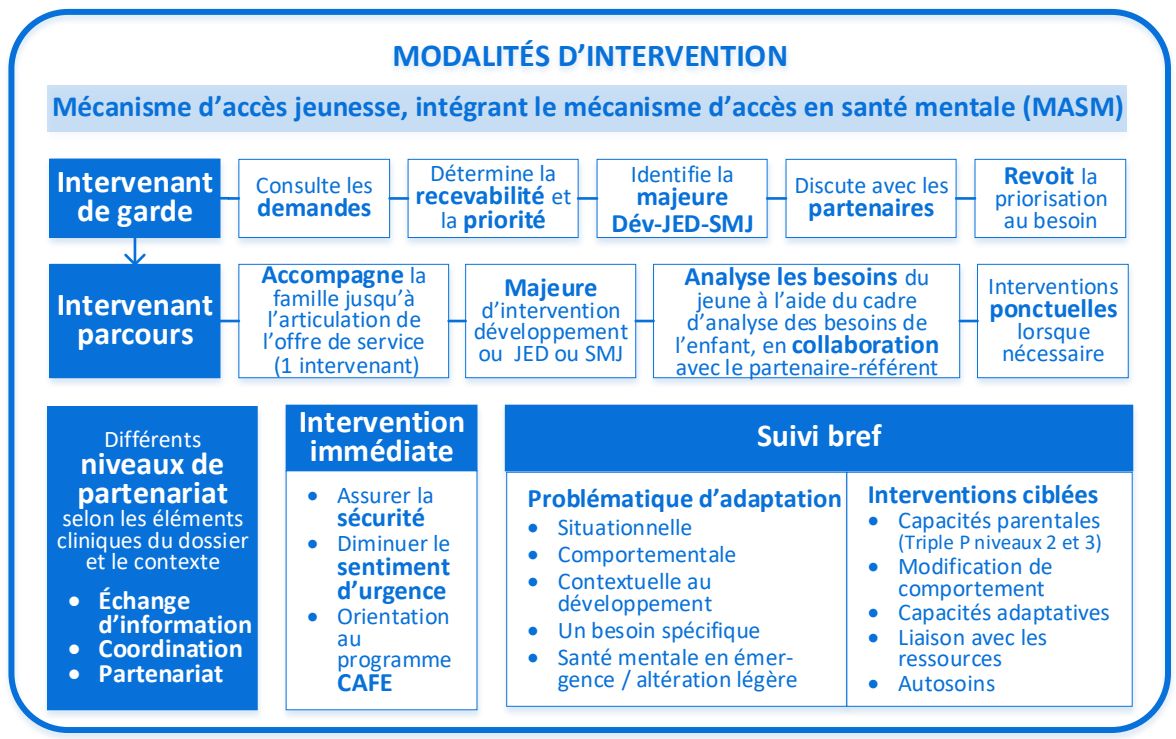 MODALITÉS D’INTERVENTION
Mécanisme d’accès jeunesse, intégrant le mécanisme d’accès en santé mentale (MASM)
Intervenant
de garde
Consulte les
demandes
Détermine la
recevabilité et
la priorité
Identifie la
majeure
Dév-JED-SMJ
Discute avec les
partenaires
Revoit la
priorisation
au besoin
Intervenant
parcours
Accompagne la
famille jusqu’à
l’articulation de
l’offre de service
(1 intervenant)
Majeure
d’intervention
développement
ou JED ou SMJ
Analyse les besoins du
jeune à l’aide du cadre
d’analyse des besoins de
l’enfant, en collaboration
avec le partenaire-référent
Interventions
ponctuelles
lorsque
nécessaire
Différents
niveaux de
partenariat
selon les éléments
cliniques du dossier
et le contexte
• Échange
d’information
• Coordination
• Partenariat
Intervention
immédiate
• Assurer la
sécurité
• Diminuer le
sentiment
d’urgence
• Orientation
au
programme
CAFE
Suivi bref
Problématique d’adaptation
• Situationnelle
• Comportementale
• Contextuelle au
développement
• Un besoin spécifique
• Santé mentale en émer-
gence / altération légère
Interventions ciblées
• Capacités parentales
(Triple P niveaux 2 et 3)
• Modification de
comportement
• Capacités adaptatives
• Liaison avec les
ressources
• Autosoins